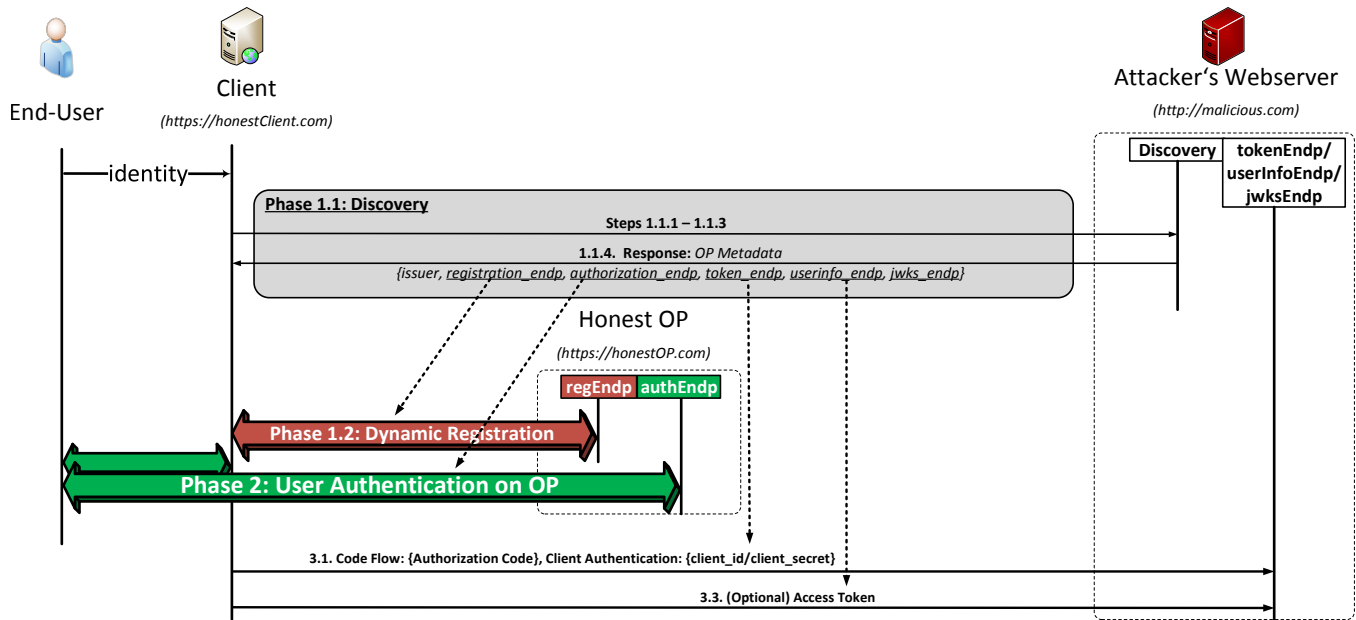 Client
Attacker‘s Webserver
End-User
(https://honestClient.com)
(http://malicious.com)
identity
Discovery
tokenEndp/
userInfoEndp/
jwksEndp
Phase 1.1: Discovery
Steps 1.1.1 – 1.1.3
1.1.4. Response: OP Metadata
{issuer, registration_endp, authorization_endp, token_endp, userinfo_endp, jwks_endp}
Honest OP
(https://honestOP.com)
regEndp
authEndp
Phase 1.2: Dynamic Registration
Phase 2: User Authentication on OP
3.1. Code Flow: {Authorization Code}, Client Authentication: {client_id/client_secret}
3.3. (Optional) Access Token